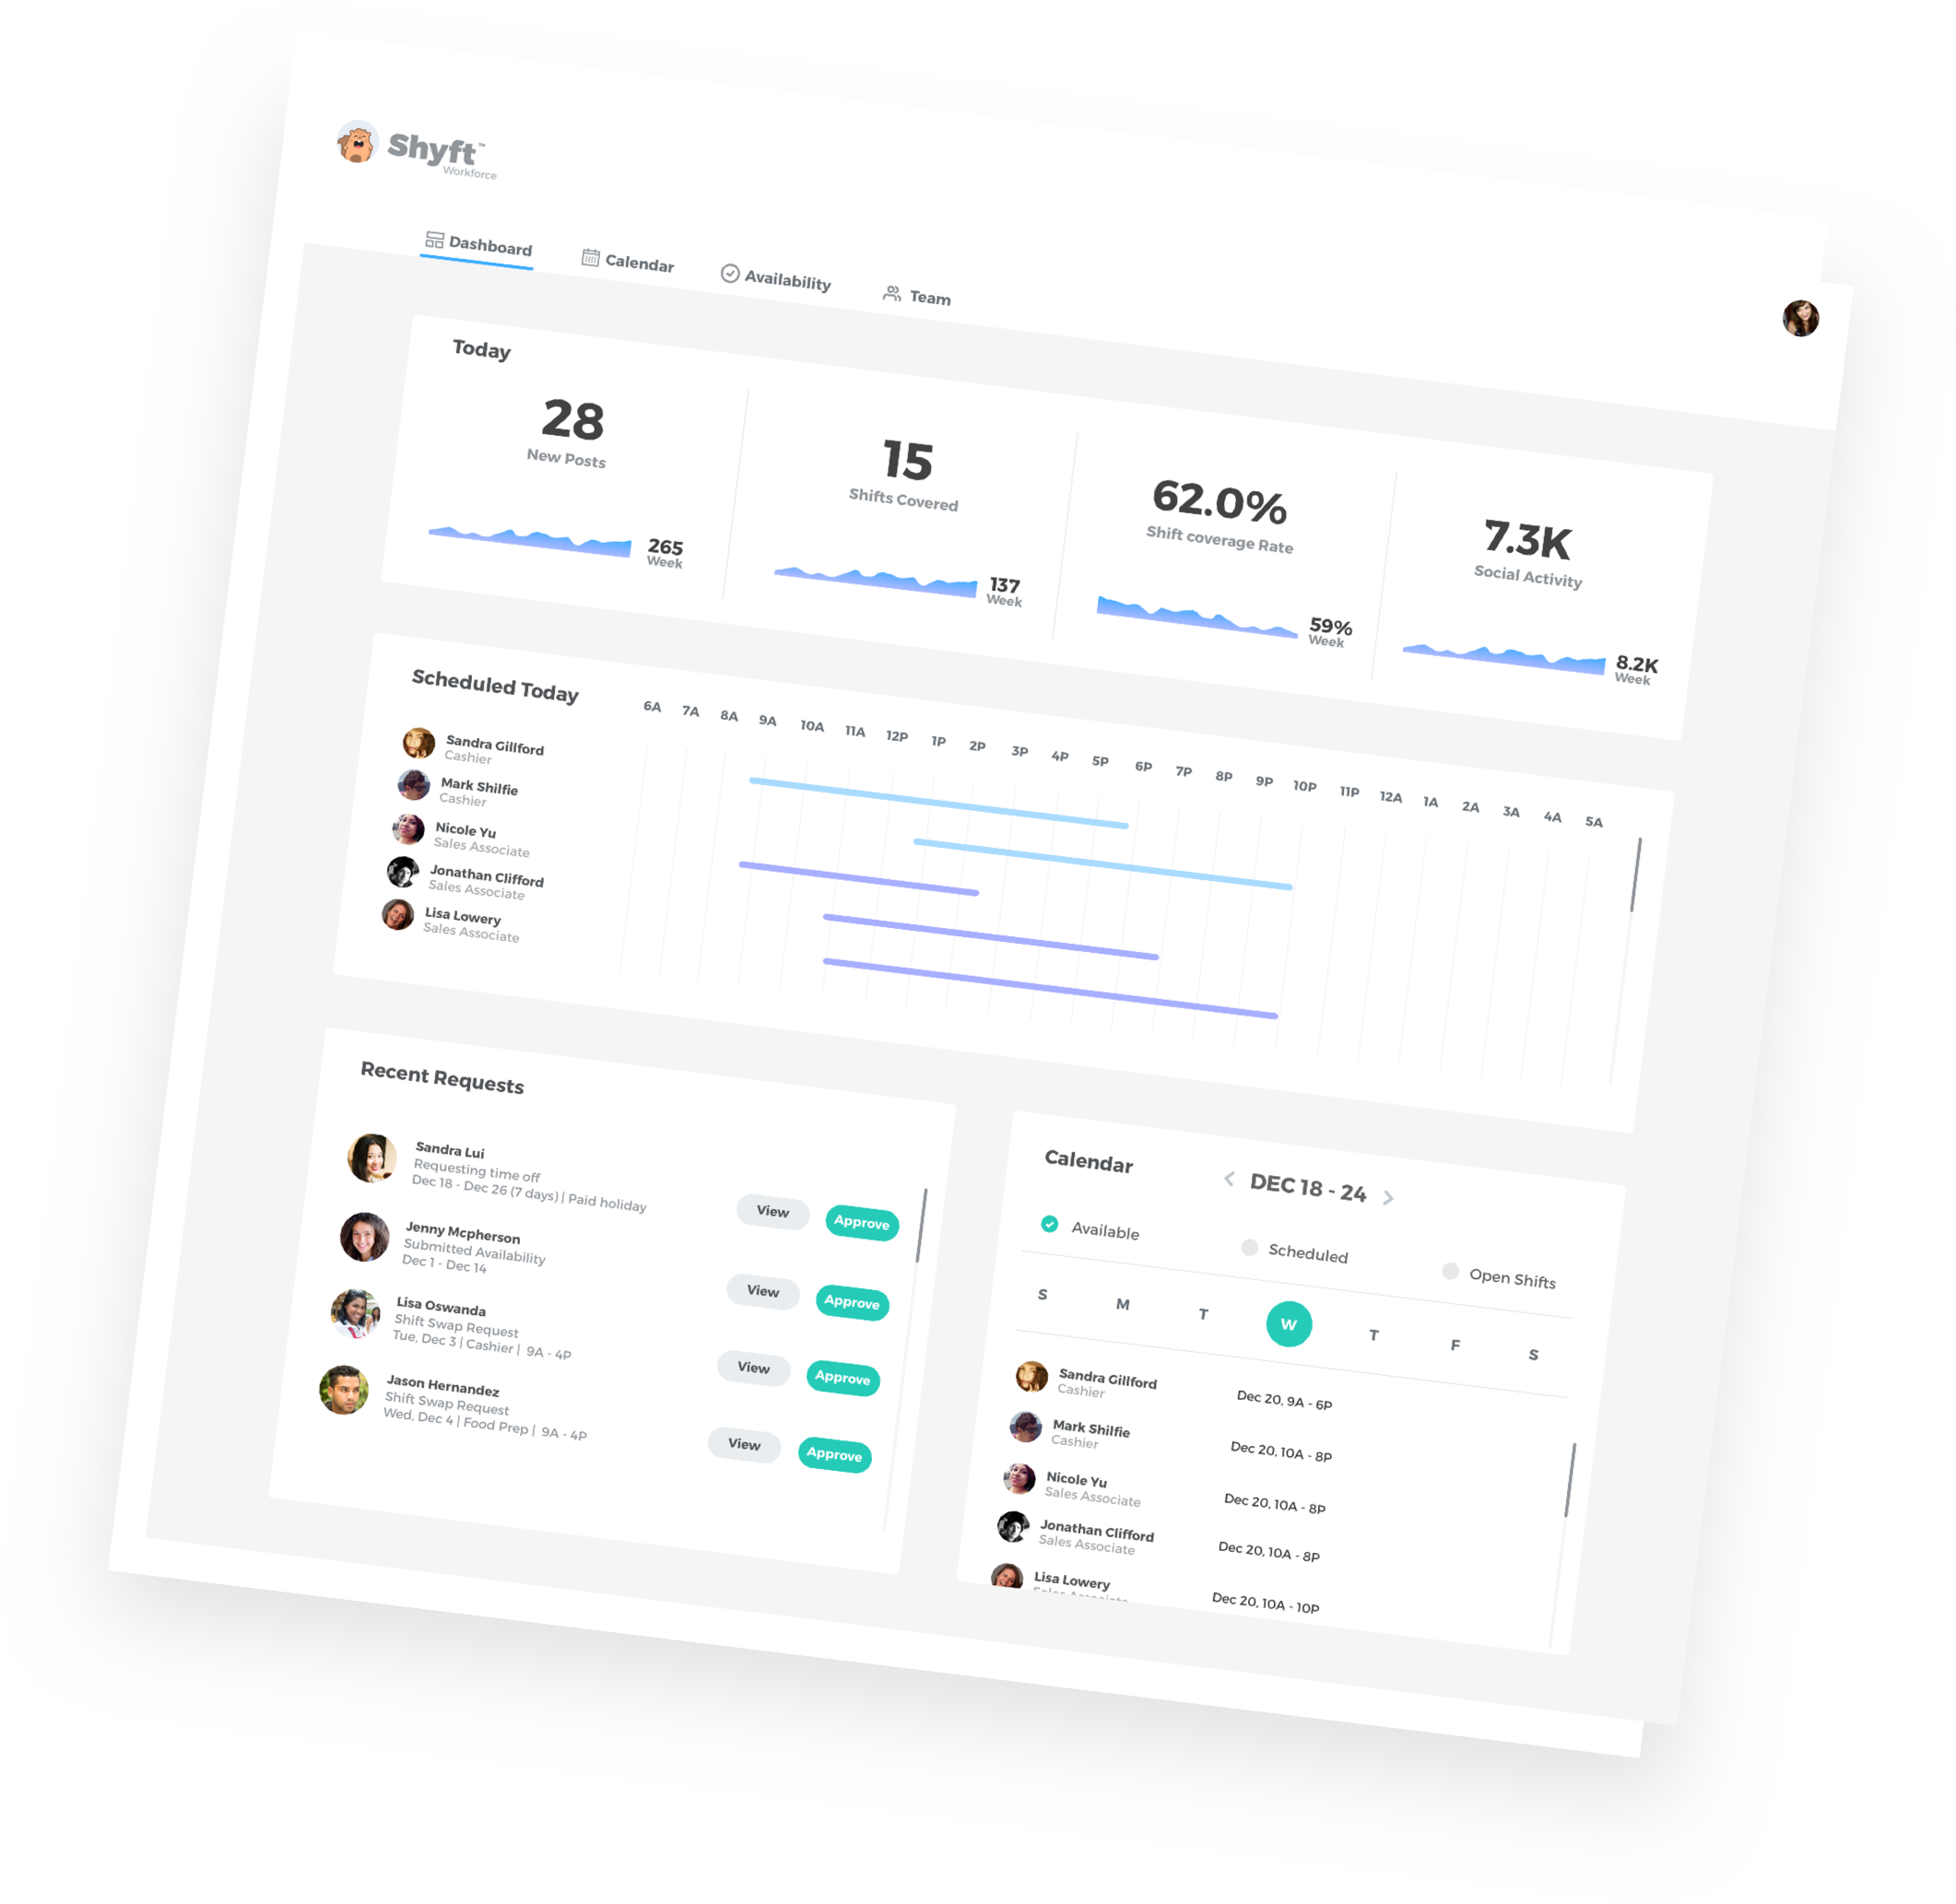 Shyft™
Workforce
Dashboard
Calendar
Availability
Team
Today
28
New Posts
265
Week
15
Shifts Covered
137
Week
62.0%
Shift coverage Rate
59%
Week
7.3K
Social Activity
8.2K
Week
Scheduled Today
6A 7A 8A 9A 10A 11A 12P 1P 2P 3P 4P 5P 6P 7P 8P 9P 10P 11P 12A 1A 2A 3A 4A 5A
Sandra Gillford
Cashier
Mark Shilfie
Cashier
Nicole Yu
Sales Associate
Jonathan Clifford
Sales Associate
Lisa Lowery
Sales Associate
Recent Requests
Sandra Lui
Requesting time off
Dec 18 - Dec 26 (7 days) | Paid holiday
View Approve
Jenny Mcpherson
Submitted Availability
Dec 1 - Dec 14
View Approve
Lisa Oswanda
Shift Swap Request
Tue, Dec 3 | Cashier | 9A - 4P
View Approve
Jason Hernandez
Shift Swap Request
Wed, Dec 4 | Food Prep | 9A - 4P
View Approve
Calendar
DEC 18 - 24
Available
Scheduled
Open Shifts
S M T W T F S
Sandra Gillford
Cashier
Dec 20, 9A - 6P
Mark Shilfie
Cashier
Dec 20, 10A - 8P
Nicole Yu
Sales Associate
Dec 20, 10A - 8P
Jonathan Clifford
Sales Associate
Dec 20, 10A - 8P
Lisa Lowery
Sales Associate
Dec 20, 10A - 10P